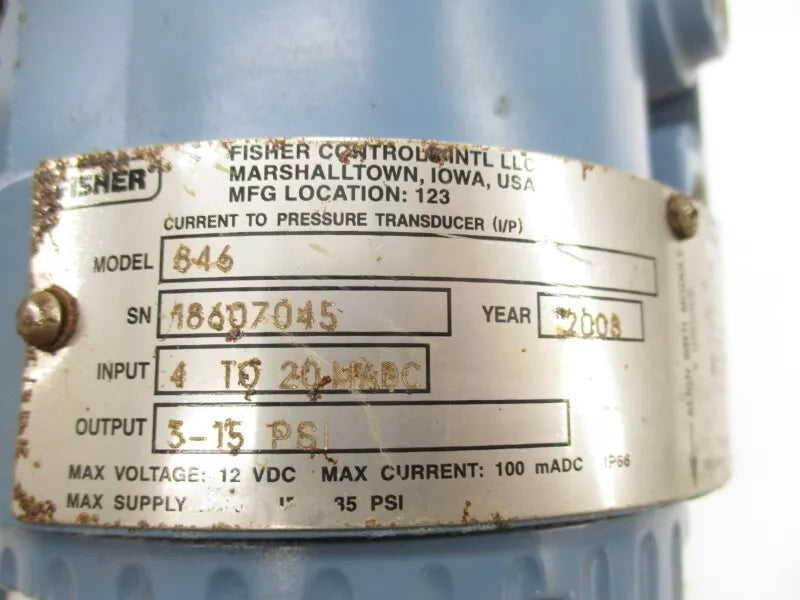 FISHER
FISHER CONTROLS INTL LLC
MARSHALLTOWN, IOWA, USA
MFG LOCATION: 123
CURRENT TO PRESSURE TRANSDUCER (I/P)
MODEL 846
SN 18607045 YEAR 2008
INPUT 4 TO 20 MADC
OUTPUT 3-15 PSI
MAX VOLTAGE: 12 VDC MAX CURRENT: 100 mADC IP66
MAX SUPPLY 35 PSI